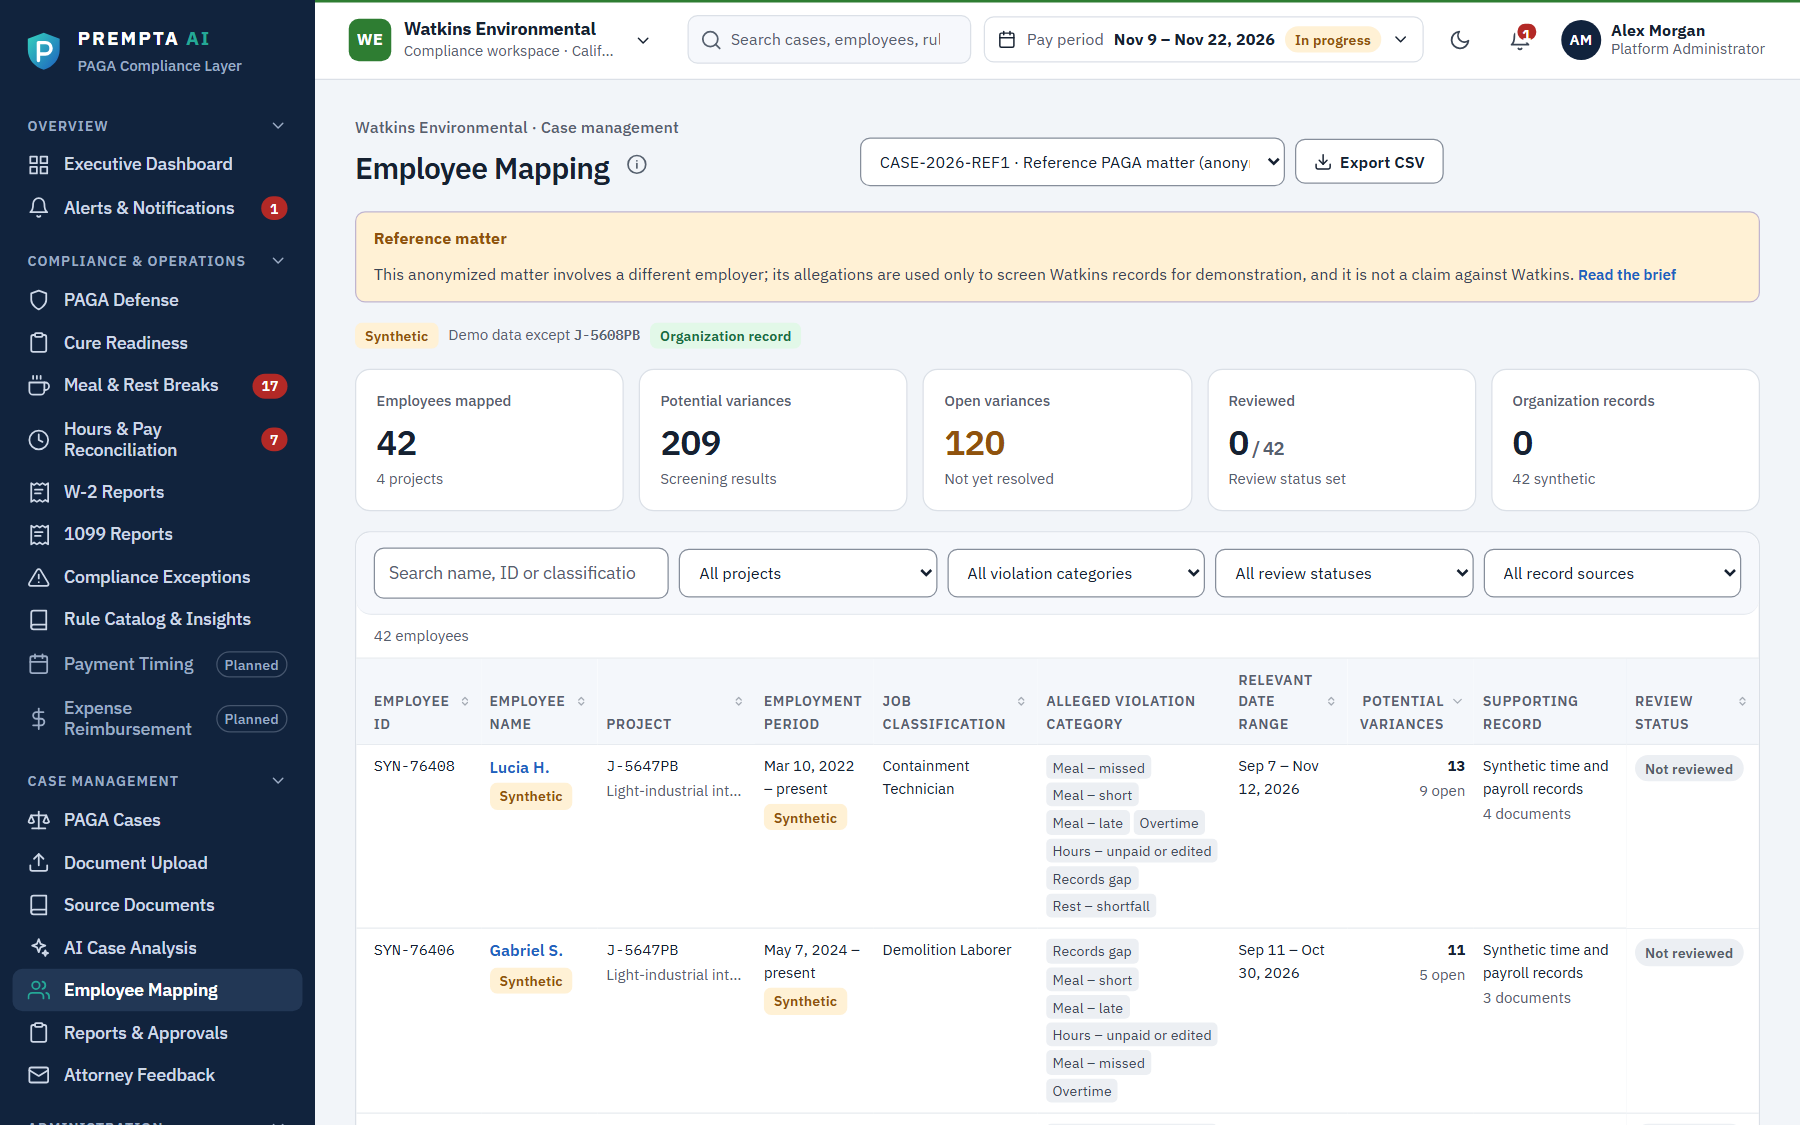 PREMPTA AI
PAGA Compliance Layer
OVERVIEW
Executive Dashboard
Alerts & Notifications 1
COMPLIANCE & OPERATIONS
PAGA Defense
Cure Readiness
Meal & Rest Breaks 17
Hours & Pay
Reconciliation 7
W-2 Reports
1099 Reports
Compliance Exceptions
Rule Catalog & Insights
Payment Timing Planned
Expense
Reimbursement Planned
CASE MANAGEMENT
PAGA Cases
Document Upload
Source Documents
AI Case Analysis
Employee Mapping
Reports & Approvals
Attorney Feedback
WE Watkins Environmental
Compliance workspace · Calif...
Search cases, employees, rul
Pay period Nov 9 – Nov 22, 2026 In progress
1
AM Alex Morgan
Platform Administrator
Watkins Environmental · Case management
Employee Mapping
CASE-2026-REF1 · Reference PAGA matter (anony
Export CSV
Reference matter
This anonymized matter involves a different employer; its allegations are used only to screen Watkins records for demonstration, and it is not a claim against Watkins. Read the brief
Synthetic Demo data except J-5608PB Organization record
Employees mapped
42
4 projects
Potential variances
209
Screening results
Open variances
120
Not yet resolved
Reviewed
0 / 42
Review status set
Organization records
0
42 synthetic
Search name, ID or classificatio
All projects
All violation categories
All review statuses
All record sources
42 employees
EMPLOYEE ID
EMPLOYEE NAME
PROJECT
EMPLOYMENT PERIOD
JOB CLASSIFICATION
ALLEGED VIOLATION CATEGORY
RELEVANT DATE RANGE
POTENTIAL VARIANCES
SUPPORTING RECORD
REVIEW STATUS
SYN-76408
Lucia H.
Synthetic
J-5647PB
Light-industrial int...
Mar 10, 2022
– present
Synthetic
Containment
Technician
Meal – missed
Meal – short
Meal – late Overtime
Hours – unpaid or edited
Records gap
Rest – shortfall
Sep 7 – Nov
12, 2026
13
9 open
Synthetic time and
payroll records
4 documents
Not reviewed
SYN-76406
Gabriel S.
Synthetic
J-5647PB
Light-industrial int...
May 7, 2024 –
present
Synthetic
Demolition Laborer
Records gap
Meal – short
Meal – late
Hours – unpaid or edited
Meal – missed
Overtime
Sep 11 – Oct
30, 2026
11
5 open
Synthetic time and
payroll records
3 documents
Not reviewed